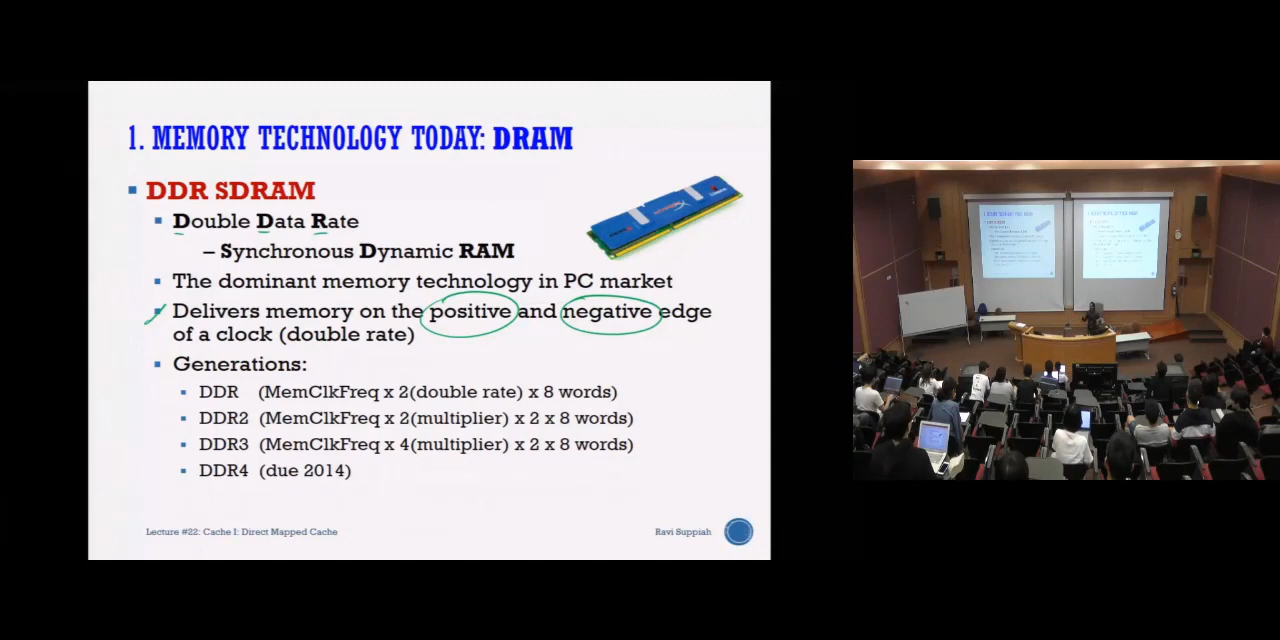 1. MEMORY TECHNOLOGY TODAY: DRAM
DDR SDRAM
Double Data Rate
– Synchronous Dynamic RAM
The dominant memory technology in PC market
Delivers memory on the positive and negative edge
of a clock (double rate)
Generations:
DDR (MemClkFreq x 2(double rate) x 8 words)
DDR2 (MemClkFreq x 2(multiplier) x 2 x 8 words)
DDR3 (MemClkFreq x 4(multiplier) x 2 x 8 words)
DDR4 (due 2014)
Lecture #22: Cache I: Direct Mapped Cache
Ravi Suppiah